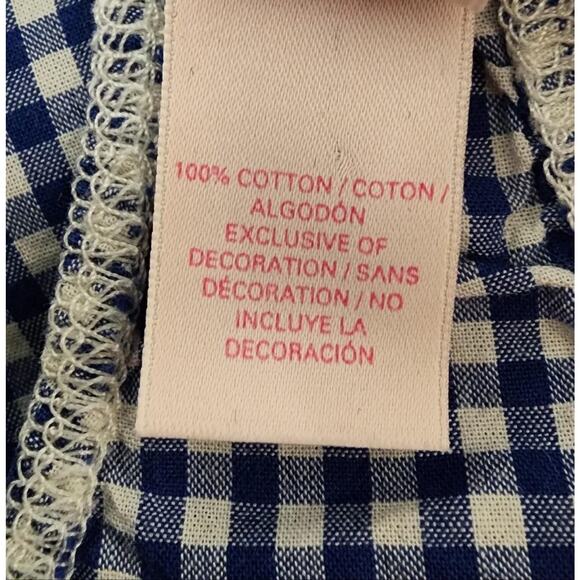 100% COTTON / COTON /
ALGODÓN
EXCLUSIVE OF
DECORATION / SANS
DÉCORATION / NO
INCLUYE LA
DECORACIÓN